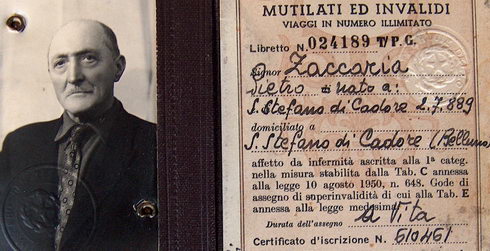 MUTILATI ED INVALIDI
VIAGGI IN NUMERO ILLIMITATO
Libretto N. 024189 T/P.G.
Signor Zaccaria
Pietro nato a:
S. Stefano di Cadore 2.7.889
domiciliato a
S. Stefano di Cadore (Belluno
affetto da infermità ascritta alla 1ª categ.
nella misura stabilita dalla Tab. C annessa
alla legge 10 agosto 1950, n. 648. Gode di
assegno di superinvalidità di cui alla Tab. E
annessa alla legge medesima.
Durata dell'assegno a Vita
Certificato d'iscrizione N. 510451